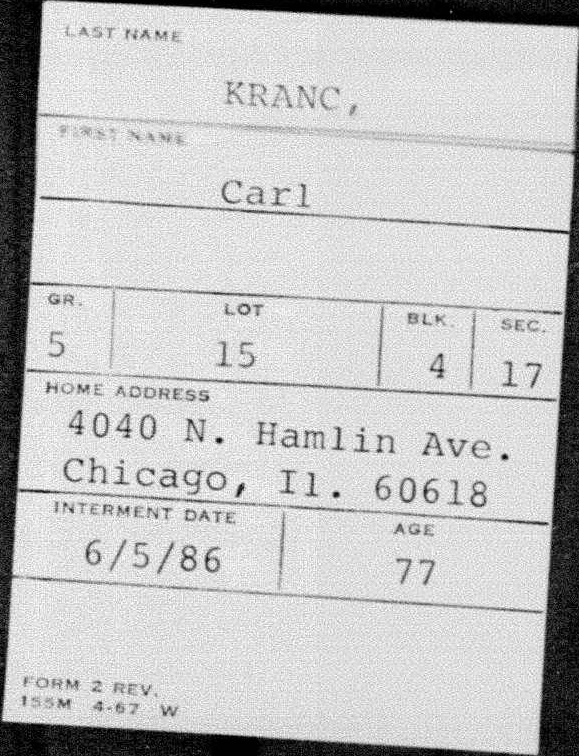 LAST NAME
KRANC,
FIRST NAME
Carl
GR. LOT BLK. SEC.
5 15 4 17
HOME ADDRESS
4040 N. Hamlin Ave.
Chicago, Il. 60618
INTERMENT DATE AGE
6/5/86 77
FORM 2 REV.
155M 4-67 W